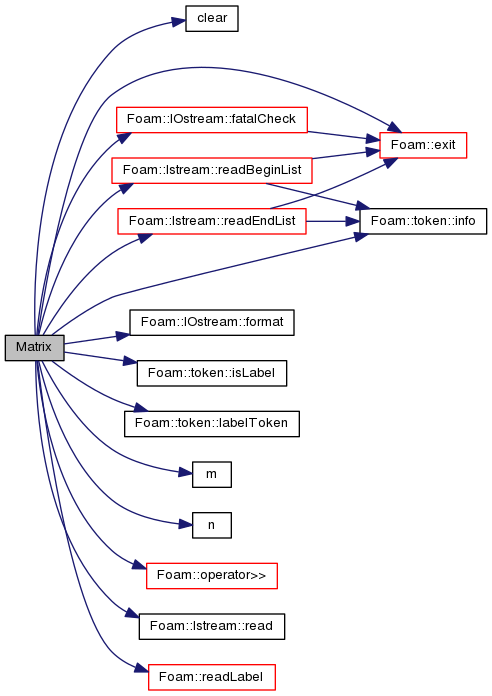 clear
Foam::IOstream::fatalCheck
Foam::exit
Foam::Istream::readBeginList
Foam::Istream::readEndList
Foam::token::info
Foam::IOstream::format
Matrix
Foam::token::isLabel
Foam::token::labelToken
m
n
Foam::operator>>
Foam::Istream::read
Foam::readLabel